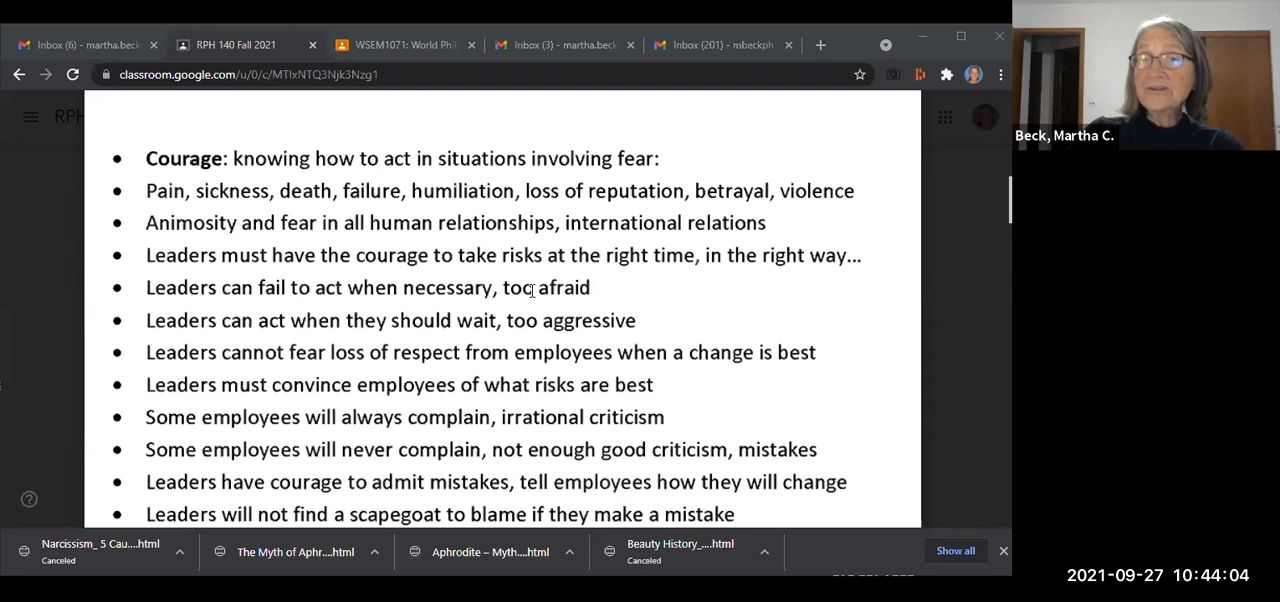 Inbox (6) - martha.beck
RPH 140 Fall 2021
WSEM1071: World Phil
Inbox (3) - martha.beck
Inbox (201) - mbeckph
classroom.google.com/u/0/c/MTIxNTQ3Njk3Nzg1
RPH
Beck, Martha C.
• Courage: knowing how to act in situations involving fear:
• Pain, sickness, death, failure, humiliation, loss of reputation, betrayal, violence
• Animosity and fear in all human relationships, international relations
• Leaders must have the courage to take risks at the right time, in the right way...
• Leaders can fail to act when necessary, too afraid
• Leaders can act when they should wait, too aggressive
• Leaders cannot fear loss of respect from employees when a change is best
• Leaders must convince employees of what risks are best
• Some employees will always complain, irrational criticism
• Some employees will never complain, not enough good criticism, mistakes
• Leaders have courage to admit mistakes, tell employees how they will change
• Leaders will not find a scapegoat to blame if they make a mistake
Narcissism_ 5 Cau....html
Canceled
The Myth of Aphr....html
Aphrodite – Myth....html
Beauty History_....html
Canceled
Show all
2021-09-27 10:44:04